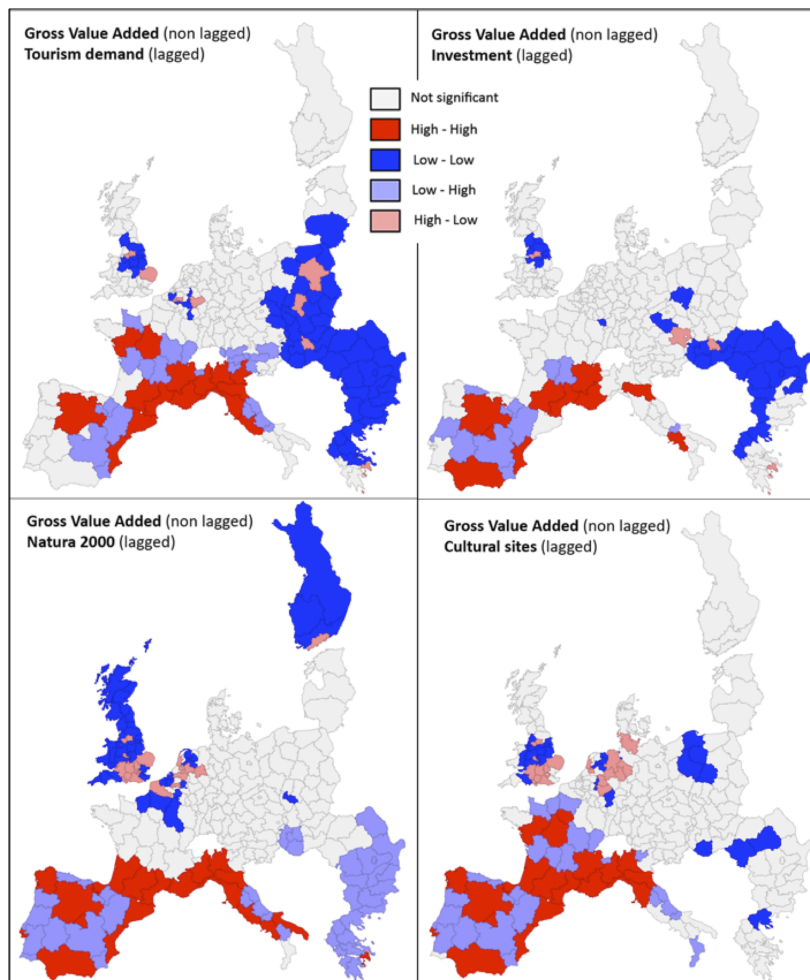 Gross Value Added (non lagged)
Tourism demand (lagged)
Gross Value Added (non lagged)
Investment (lagged)
Not significant
High - High
Low - Low
Low - High
High - Low
Gross Value Added (non lagged)
Natura 2000 (lagged)
Gross Value Added (non lagged)
Cultural sites (lagged)